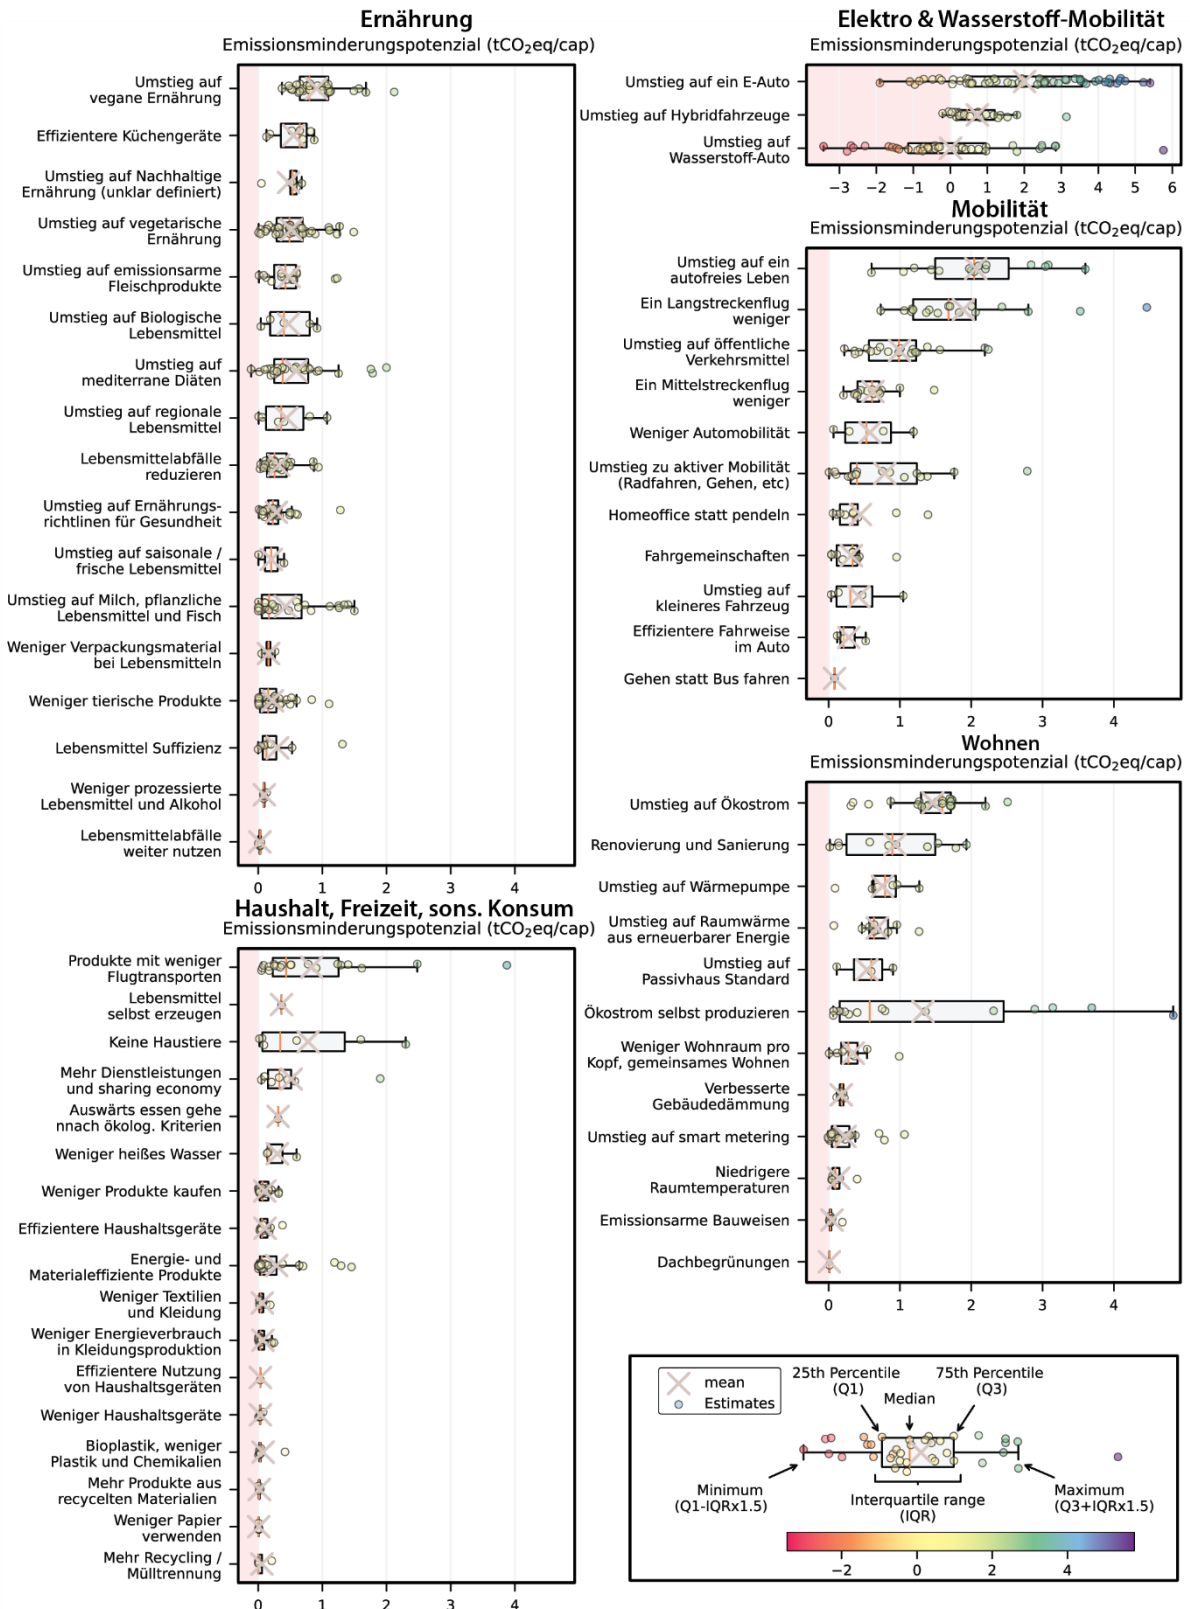 Ernährung
Emissionsminderungspotenzial (tCO₂eq/cap)
Umstieg auf
vegane Ernährung
Effizientere Küchengeräte
Umstieg auf Nachhaltige
Ernährung (unklar definiert)
Umstieg auf vegetarische
Ernährung
Umstieg auf emissionsarme
Fleischprodukte
Umstieg auf Biologische
Lebensmittel
Umstieg auf
mediterrane Diäten
Umstieg auf regionale
Lebensmittel
Lebensmittelabfälle
reduzieren
Umstieg auf Ernährungs-
richtlinen für Gesundheit
Umstieg auf saisonale /
frische Lebensmittel
Umstieg auf Milch, pflanzliche
Lebensmittel und Fisch
Weniger Verpackungsmaterial
bei Lebensmitteln
Weniger tierische Produkte
Lebensmittel Suffizienz
Weniger prozessierte
Lebensmittel und Alkohol
Lebensmittelabfälle
weiter nutzen
0 1 2 3 4
Haushalt, Freizeit, sons. Konsum
Emissionsminderungspotenzial (tCO₂eq/cap)
Produkte mit weniger
Flugtransporten
Lebensmittel
selbst erzeugen
Keine Haustiere
Mehr Dienstleistungen
und sharing economy
Auswärts essen gehe
nnach ökolog. Kriterien
Weniger heißes Wasser
Weniger Produkte kaufen
Effizientere Haushaltsgeräte
Energie- und
Materialeffiziente Produkte
Weniger Textilien
und Kleidung
Weniger Energieverbrauch
in Kleidungsproduktion
Effizientere Nutzung
von Haushaltsgeräten
Weniger Haushaltsgeräte
Bioplastik, weniger
Plastik und Chemikalien
Mehr Produkte aus
recycelten Materialien
Weniger Papier
verwenden
Mehr Recycling /
Mülltrennung
0 1 2 3 4
Elektro & Wasserstoff-Mobilität
Emissionsminderungspotenzial (tCO₂eq/cap)
Umstieg auf ein E-Auto
Umstieg auf Hybridfahrzeuge
Umstieg auf
Wasserstoff-Auto
−3 −2 −1 0 1 2 3 4 5 6
Mobilität
Emissionsminderungspotenzial (tCO₂eq/cap)
Umstieg auf ein
autofreies Leben
Ein Langstreckenflug
weniger
Umstieg auf öffentliche
Verkehrsmittel
Ein Mittelstreckenflug
weniger
Weniger Automobilität
Umstieg zu aktiver Mobilität
(Radfahren, Gehen, etc)
Homeoffice statt pendeln
Fahrgemeinschaften
Umstieg auf
kleineres Fahrzeug
Effizientere Fahrweise
im Auto
Gehen statt Bus fahren
0 1 2 3 4
Wohnen
Emissionsminderungspotenzial (tCO₂eq/cap)
Umstieg auf Ökostrom
Renovierung und Sanierung
Umstieg auf Wärmepumpe
Umstieg auf Raumwärme
aus erneuerbarer Energie
Umstieg auf
Passivhaus Standard
Ökostrom selbst produzieren
Weniger Wohnraum pro
Kopf, gemeinsames Wohnen
Verbesserte
Gebäudedämmung
Umstieg auf smart metering
Niedrigere
Raumtemperaturen
Emissionsarme Bauweisen
Dachbegrünungen
0 1 2 3 4
mean
Estimates
25th Percentile
(Q1)
Median
75th Percentile
(Q3)
Minimum
(Q1-IQRx1.5)
Interquartile range
(IQR)
Maximum
(Q3+IQRx1.5)
−2 0 2 4